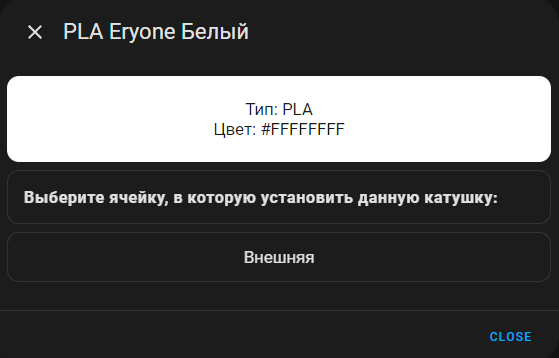 PLA Eryone Белый
Тип: PLA
Цвет: #FFFFFFFF
Выберите ячейку, в которую установить данную катушку:
Внешняя
CLOSE